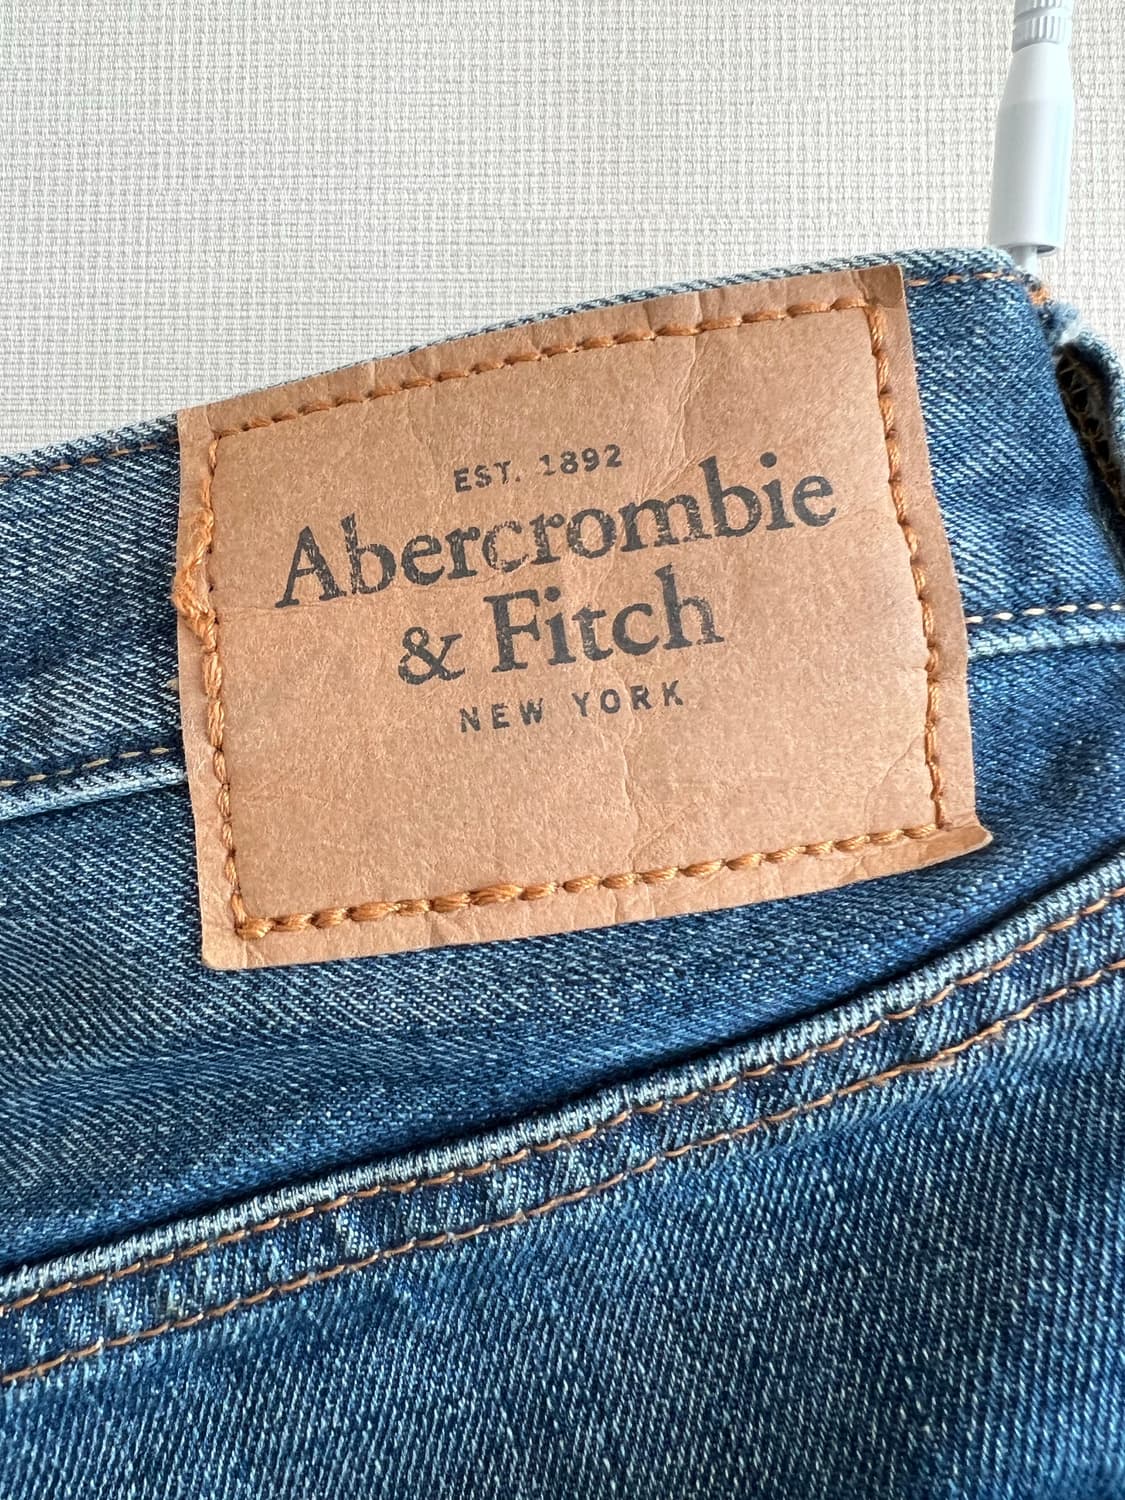 EST. 1892
Abercrombie
& Fitch
NEW YORK